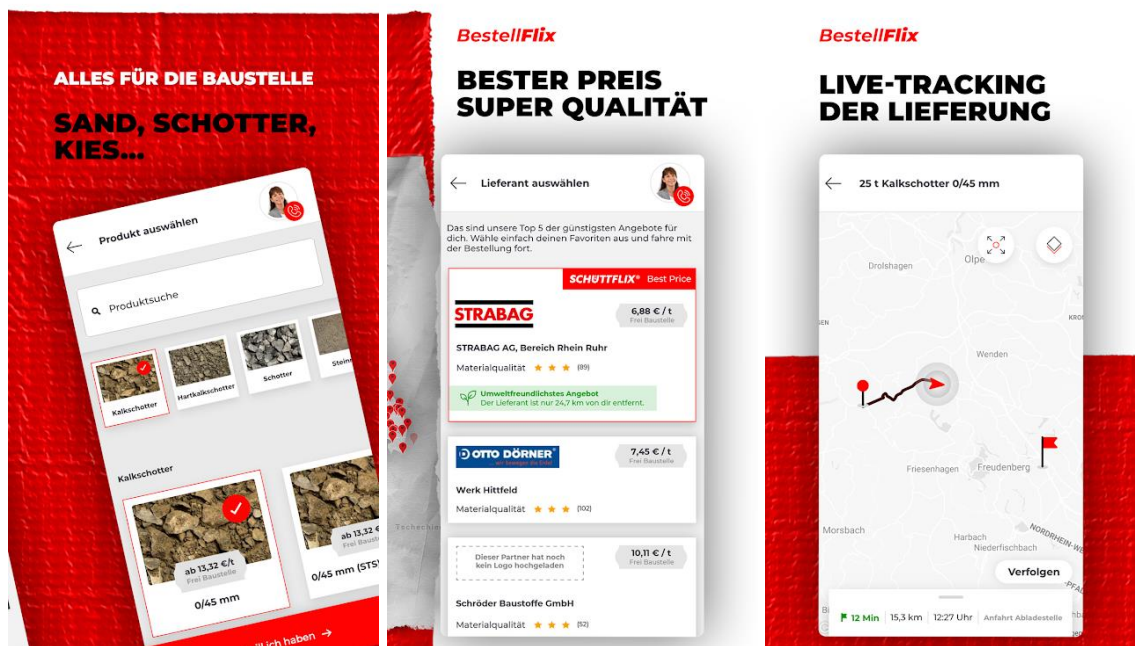 ALLES FÜR DIE BAUSTELLE
SAND, SCHOTTER,
KIES...
Produkt auswählen
Produktsuche
Kalkschotter
Hartkalkschotter
Schotter
Kalkschotter
ab 13,32 €/t
Frei Baustelle
0/45 mm
ab 13,32 €
Frei
0/45 mm (STS)
ich haben →
BestellFlix
BESTER PREIS
SUPER QUALITÄT
Lieferant auswählen
Das sind unsere Top 5 der günstigsten Angebote für
dich. Wähle einfach deinen Favoriten aus und fahre mit
der Bestellung fort.
SCHÜTTFLIX® Best Price
STRABAG
6,88 € / t
Frei Baustelle
STRABAG AG, Bereich Rhein Ruhr
Materialqualität ★ ★ ★ (89)
Umweltfreundlichstes Angebot
Der Lieferant ist nur 24,7 km von dir entfernt.
OTTO DÖRNER
7,45 € / t
Frei Baustelle
Werk Hittfeld
Materialqualität ★ ★ ★ (102)
Dieser Partner hat noch
kein Logo hochgeladen
10,11 € / t
Frei Baustelle
Schröder Baustoffe GmbH
Materialqualität ★ ★ ★ (52)
BestellFlix
LIVE-TRACKING
DER LIEFERUNG
25 t Kalkschotter 0/45 mm
Olpe
Drolshagen
Wenden
Friesenhagen
Freudenberg
Morsbach
Harbach
Niederfischbach
NORDRHEIN-WE
Verfolgen
12 Min 15,3 km 12:27 Uhr Anfahrt Abladestelle